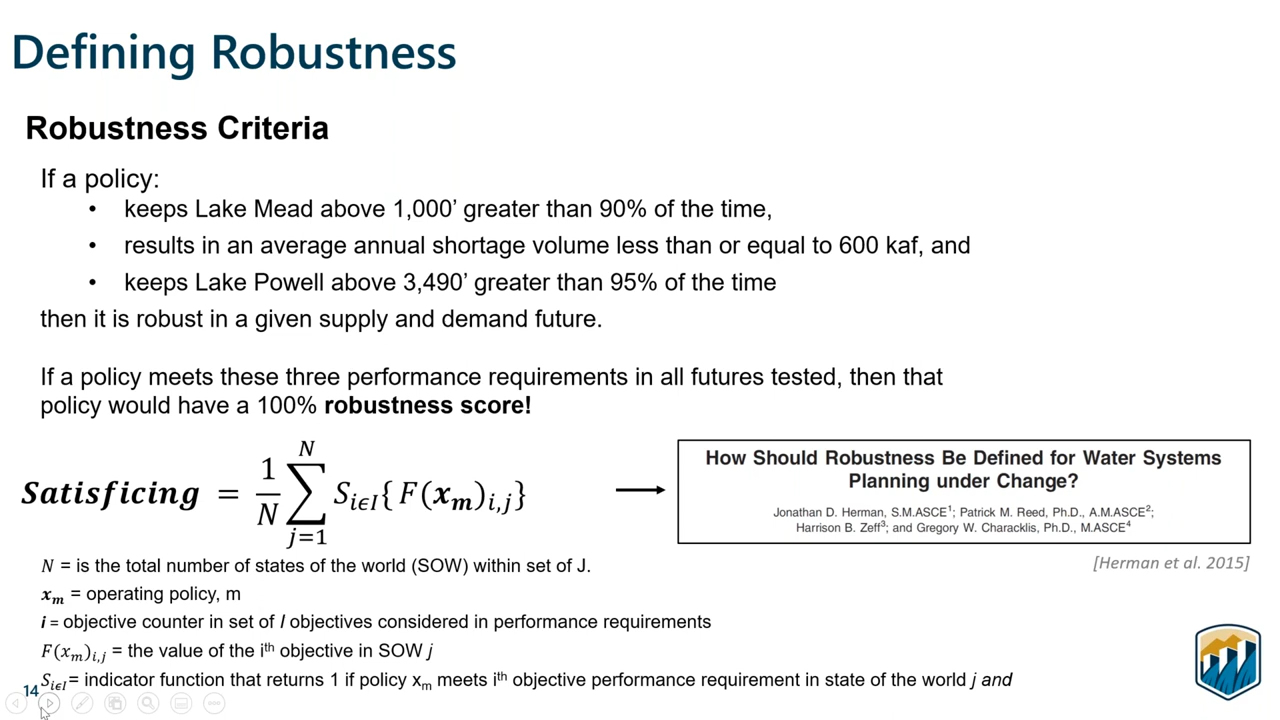 Defining Robustness
Robustness Criteria
If a policy:
• keeps Lake Mead above 1,000’ greater than 90% of the time,
• results in an average annual shortage volume less than or equal to 600 kaf, and
• keeps Lake Powell above 3,490’ greater than 95% of the time
then it is robust in a given supply and demand future.
If a policy meets these three performance requirements in all futures tested, then that
policy would have a 100% robustness score!
Satisficing = 1/N ∑_{j=1}^{N} S_{iϵI}{ F(x_m)_{i,j} }
How Should Robustness Be Defined for Water Systems
Planning under Change?
Jonathan D. Herman, S.M.ASCE¹; Patrick M. Reed, Ph.D., A.M.ASCE²;
Harrison B. Zeff³; and Gregory W. Characklis, Ph.D., M.ASCE⁴
[Herman et al. 2015]
N = is the total number of states of the world (SOW) within set of J.
x_m = operating policy, m
i = objective counter in set of I objectives considered in performance requirements
F(x_m)_{i,j} = the value of the iᵗʰ objective in SOW j
S_{iϵI} = indicator function that returns 1 if policy x_m meets iᵗʰ objective performance requirement in state of the world j and
14